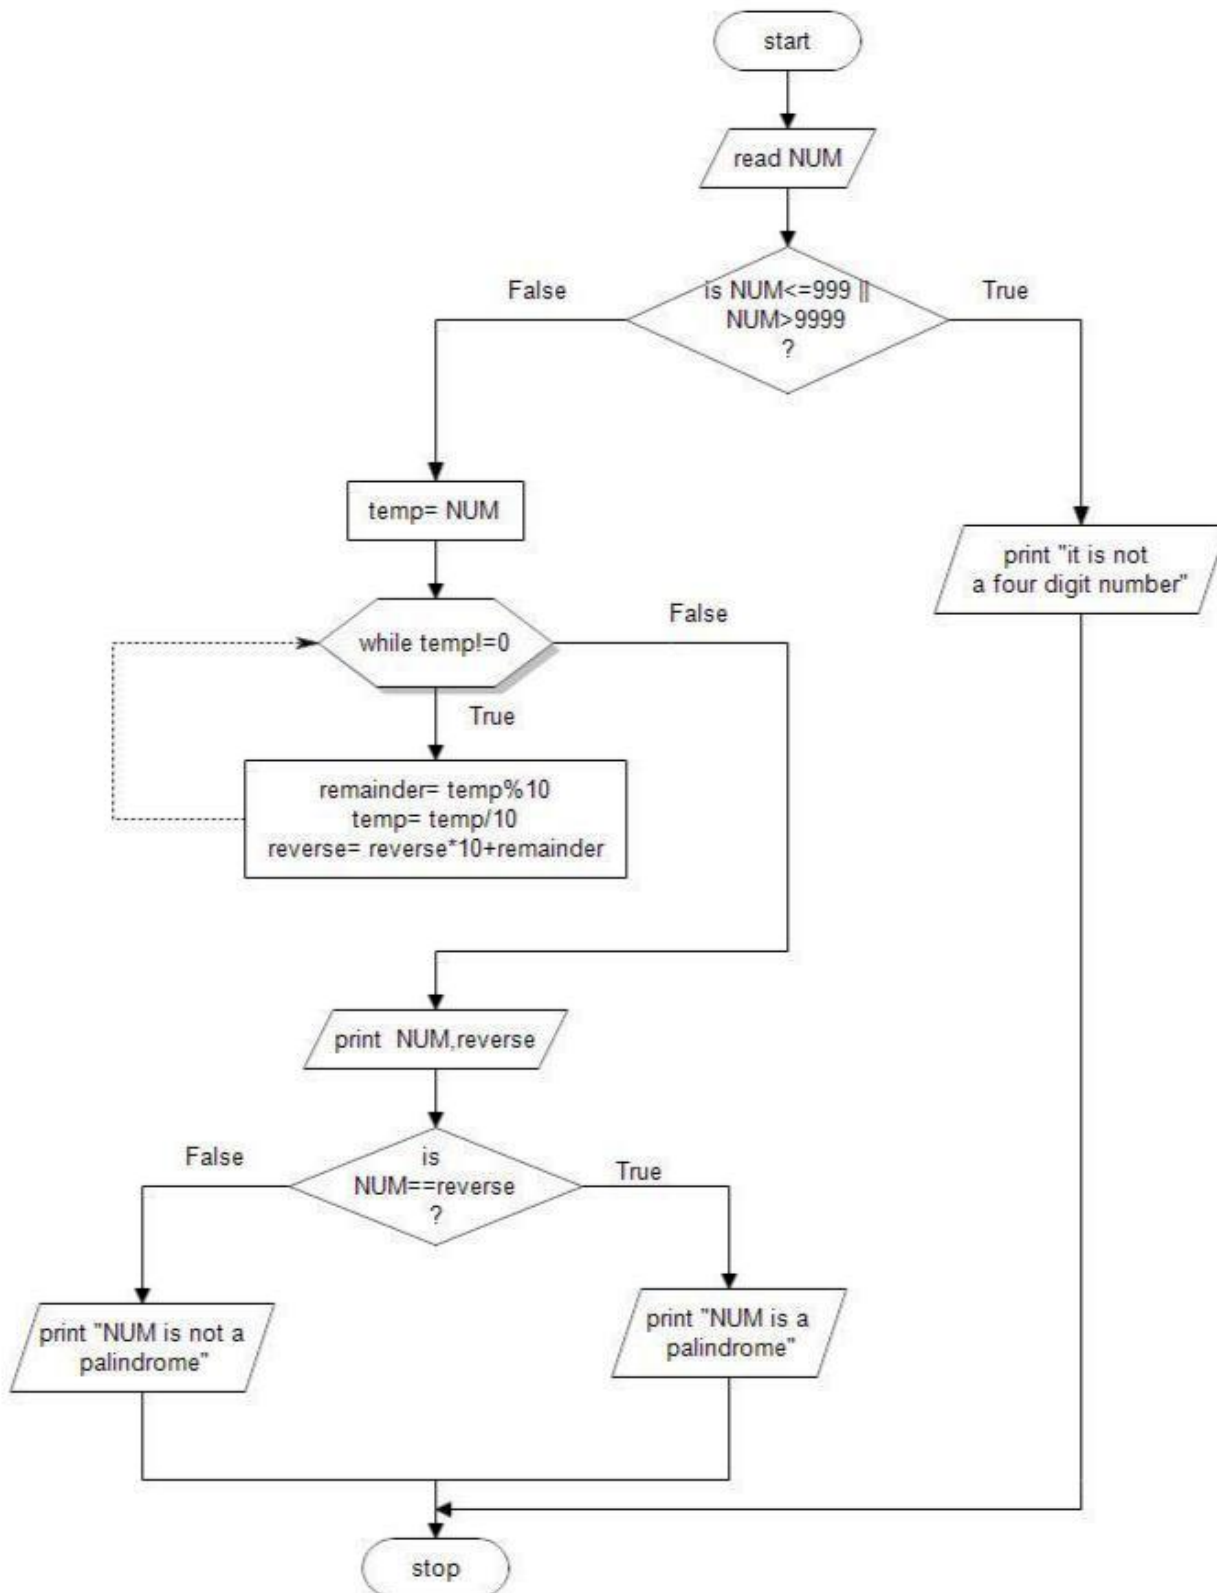 start
read NUM
False
is NUM<=999 ||
NUM>9999
?
True
temp= NUM
print "it is not
a four digit number"
while temp!=0
False
True
remainder= temp%10
temp= temp/10
reverse= reverse*10+remainder
print NUM,reverse
False
is
NUM==reverse
?
True
print "NUM is not a
palindrome"
print "NUM is a
palindrome"
stop